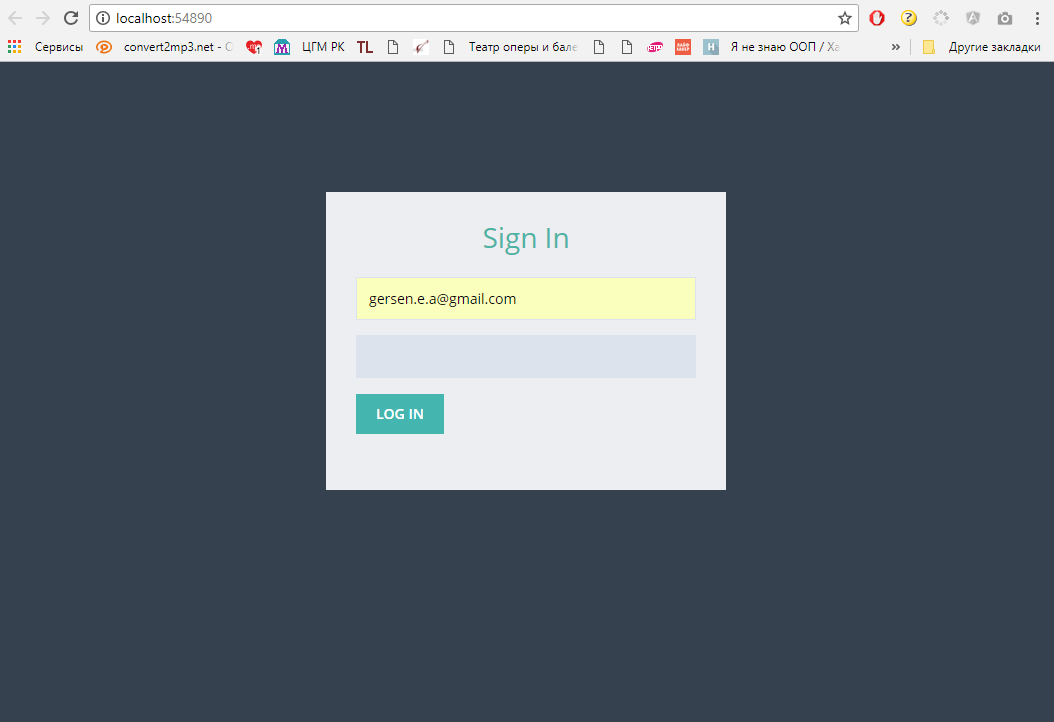 localhost:54890
Сервисы convert2mp3.net - C ЦГМ РК TL Театр оперы и бале Я не знаю ООП / Ха » Другие закладки
Sign In
gersen.e.a@gmail.com
LOG IN